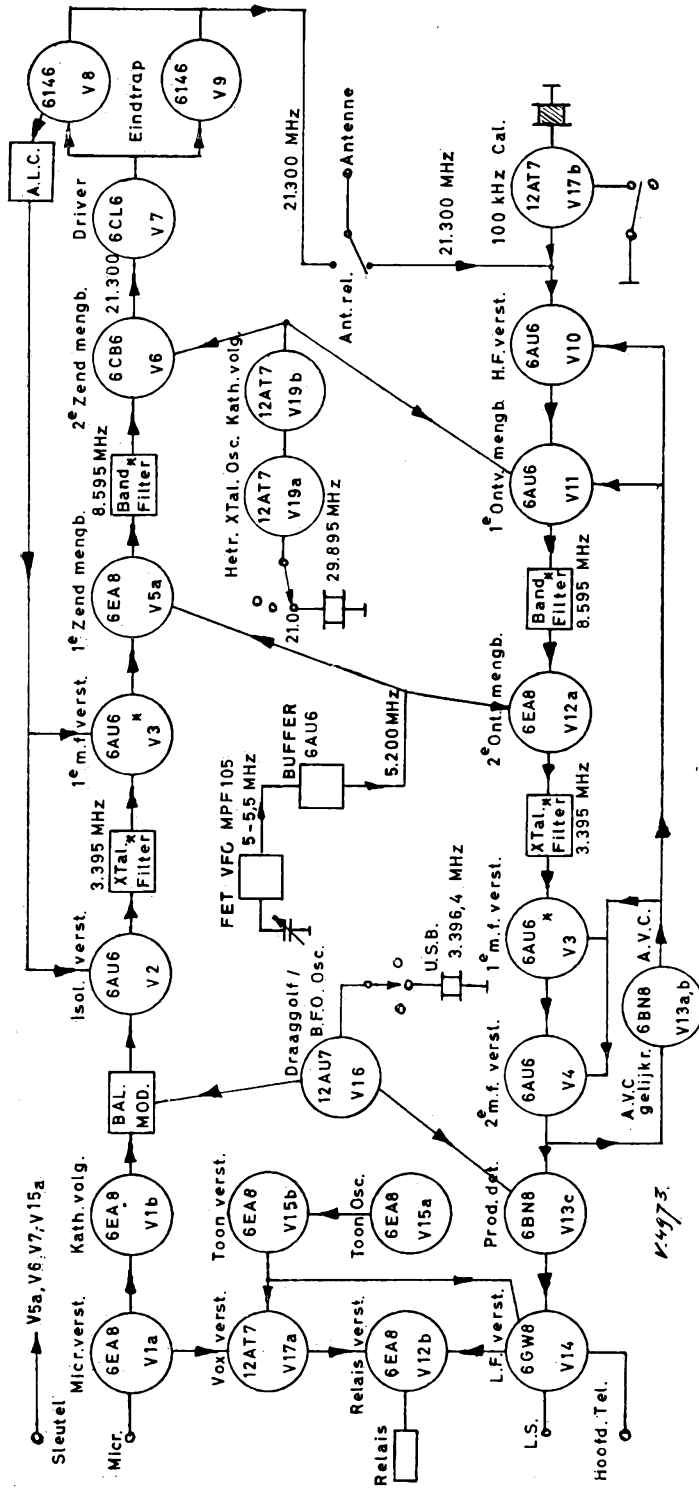 Sleutel
V5a, V6, V7, V15a
Micr.
Micr. verst.
6EA8
V1a
Kath. volg.
6EA8
V1b
BAL.
MOD.
Isol. verst.
6AU6
V2
XTal.*
Filter
3.395 MHz
1e m.f. verst.
6AU6
*
V3
1e Zend mengb.
6EA8
V5a
Band*
Filter
8.595 MHz
2e Zend mengb.
6CB6
V6
21.300
Driver
6CL6
V7
A.L.C.
6146
V8
Eindtrap
6146
V9
Vox verst.
12AT7
V17a
Toon verst.
6EA8
V15b
Toon Osc.
6EA8
V15a
Relais verst.
6EA8
V12b
Relais
Draaggolf /
B.F.O. Osc.
12AU7
V16
U.S.B.
3.396,4 MHz
FET VFO MPF 105
5-5,5 MHz
BUFFER
6AU6
5.200MHz
Hetr. XTal. Osc.
12AT7
V19a
Kath. volg.
12AT7
V19b
21.0
29.895 MHz
21.300 MHz
Ant. rel.
Antenne
21.300 MHz
L.F. verst.
6GW8
V14
L.S.
Hoofd. Tel.
Prod. det.
6BN8
V13c
2e m.f. verst.
6AU6
V4
1e m.f. verst.
6AU6
*
V3
XTal.*
Filter
3.395 MHz
2e Ont. mengb.
6EA8
V12a
Band*
Filter
8.595 MHz
1e Ontv. mengb.
6AU6
V11
H.F. verst.
6AU6
V10
100 kHz Cal.
12AT7
V17b
A.V.C.
gelijkr.
6BN8
V13a,b
A.V.C.